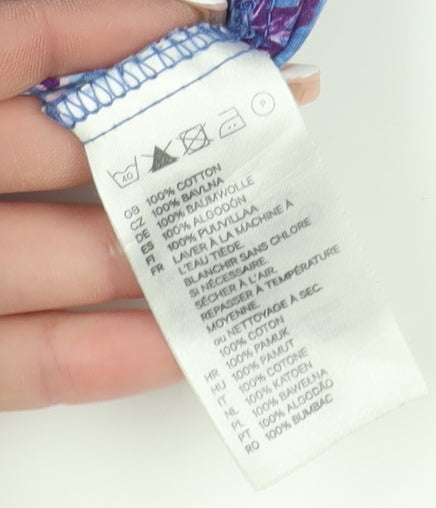 40
P
GB 100% COTTON
CZ 100% BAVLNA
DE 100% BAUMWOLLE
ES 100% ALGODÓN
FI 100% PUUVILLAA
FR LAVER À LA MACHINE À
L'EAU TIÈDE.
BLANCHIR SANS CHLORE
SI NÉCESSAIRE.
SÉCHER À L'AIR.
REPASSER À TEMPÉRATURE
MOYENNE.
ou NETTOYAGE À SEC.
100% COTON
HR 100% PAMUK
HU 100% PAMUT
IT 100% COTONE
NL 100% KATOEN
PL 100% BAWEŁNA
PT 100% ALGODÃO
RO 100% BUMBAC